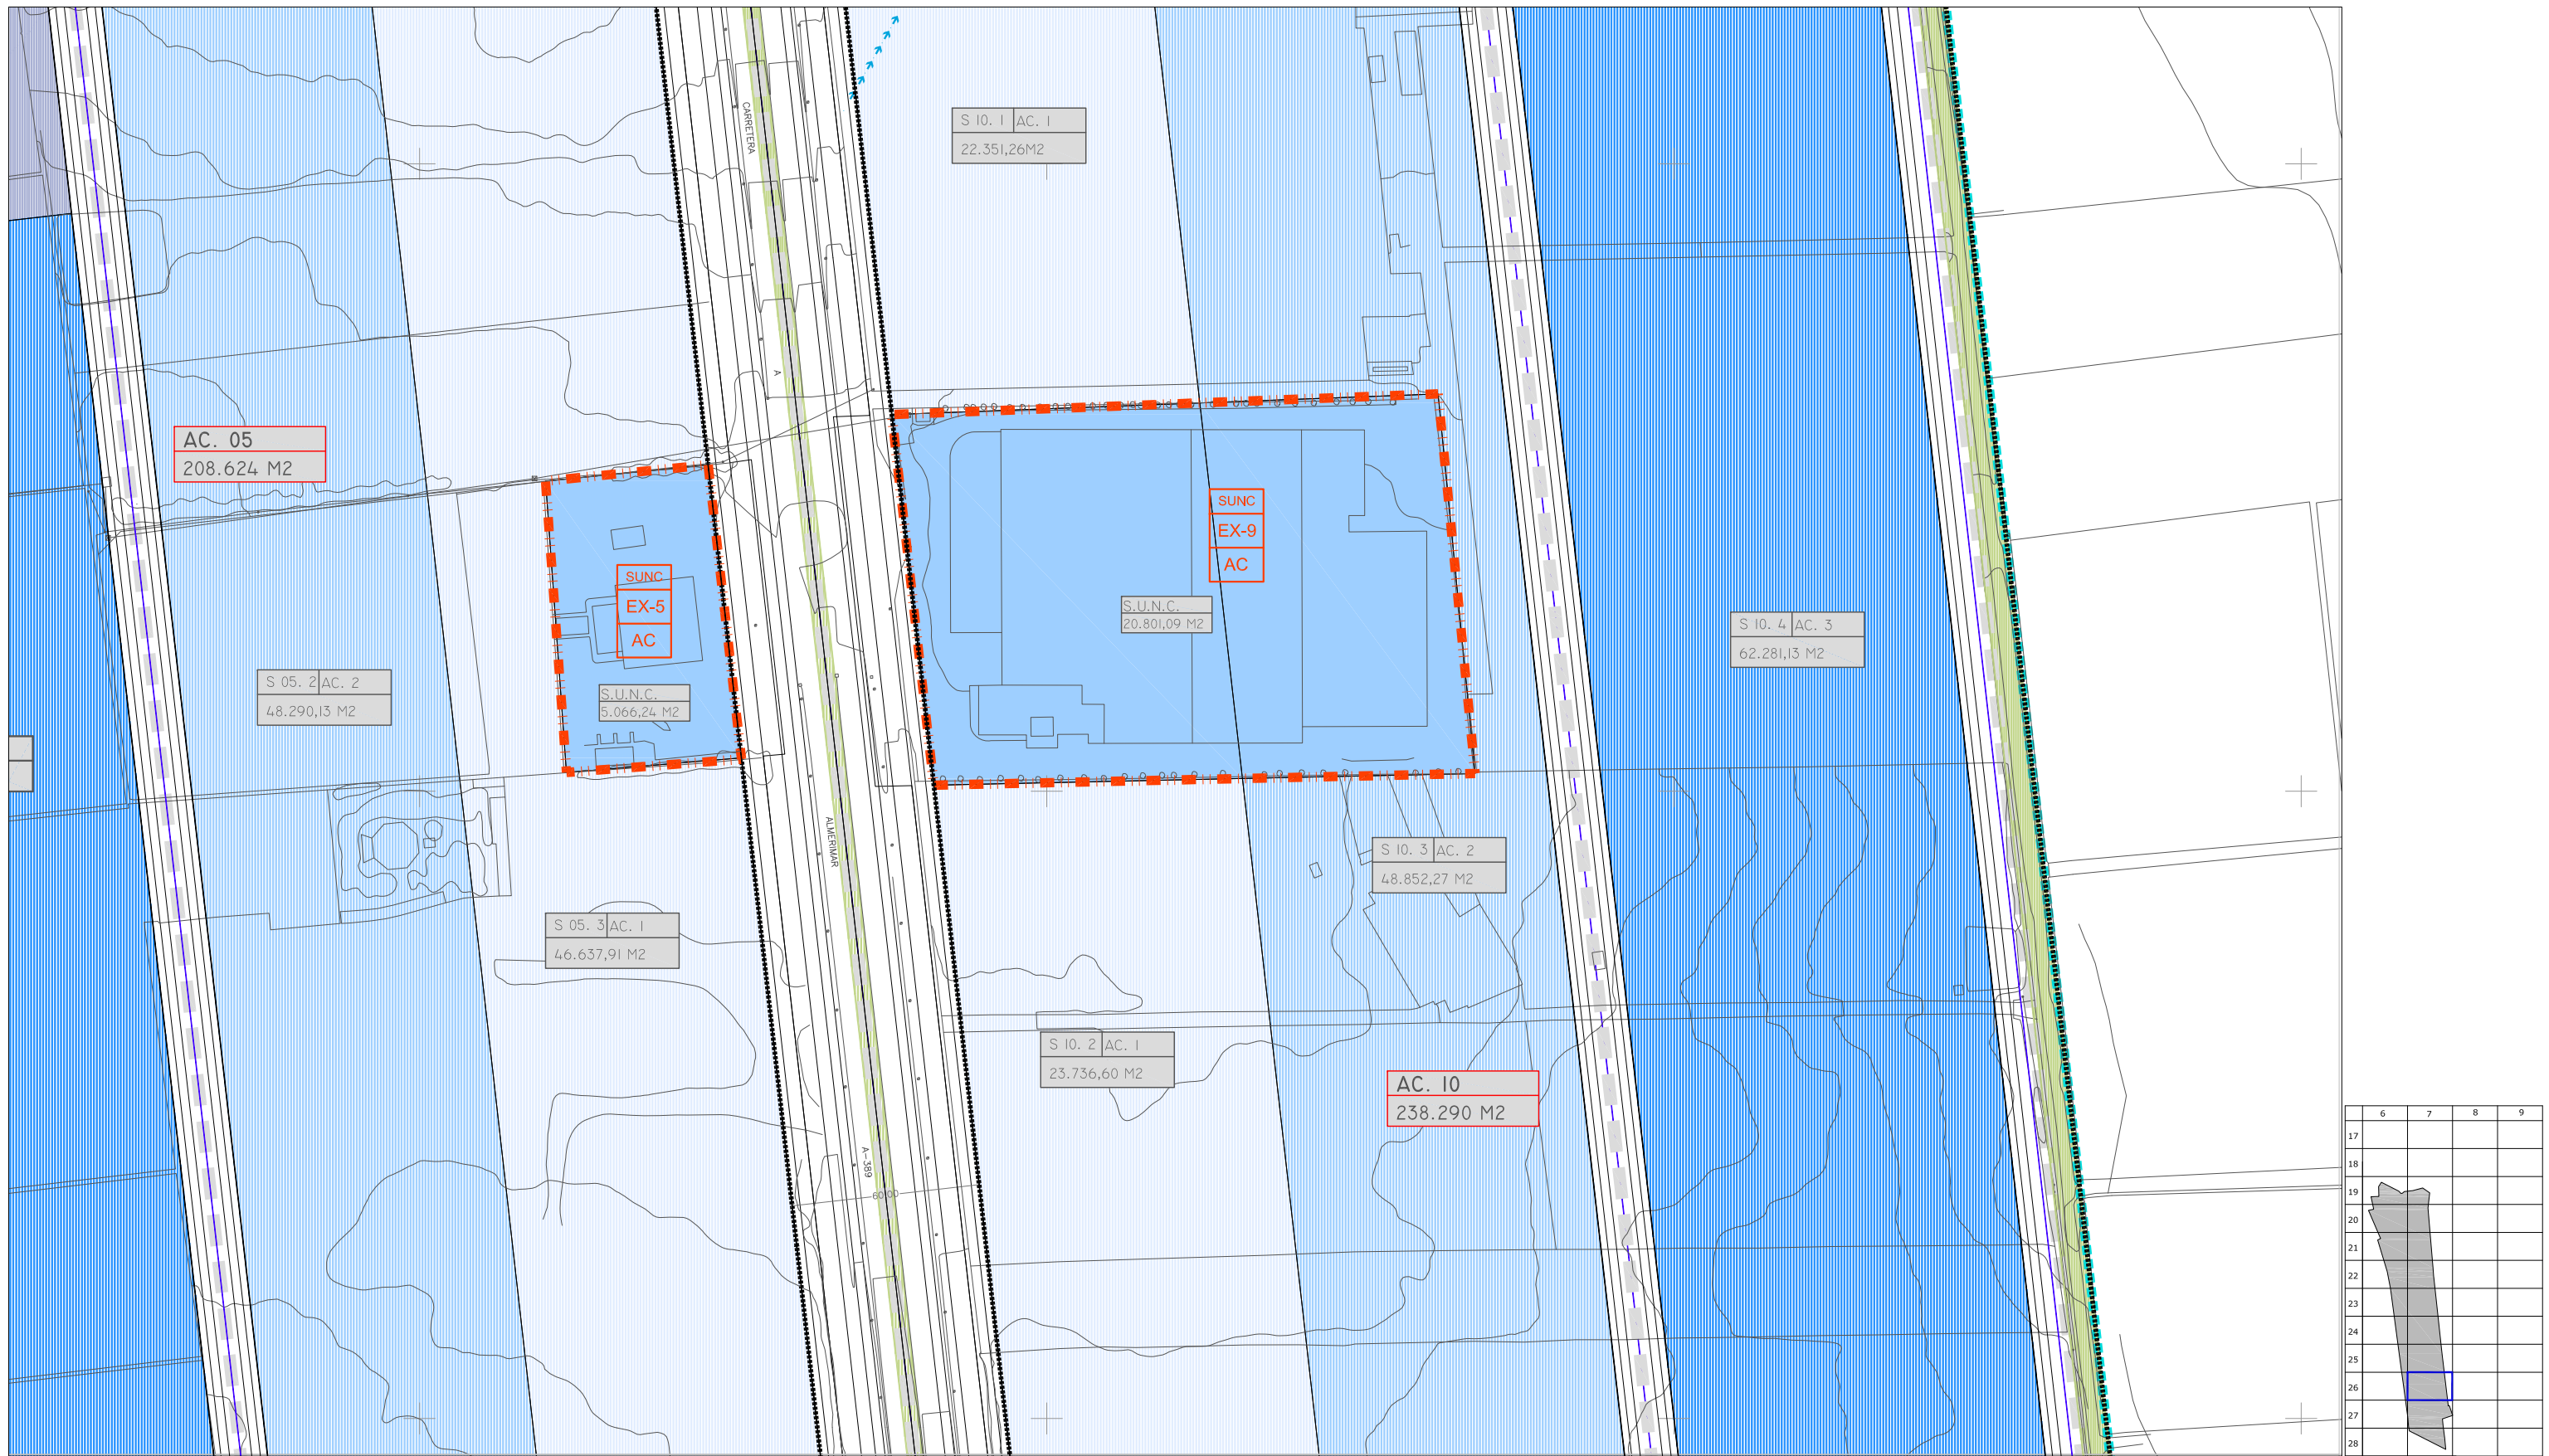 CARRETERA
S 10. 1 AC. 1
22.351,26M2
A
AC. 05
208.624 M2
SUNC
EX-9
AC
SUNC
EX-5
AC
S.U.N.C.
20.801,09 M2
S 10. 4 AC. 3
62.281,13 M2
S 05. 2 AC. 2
48.290,13 M2
S.U.N.C.
5.066,24 M2
ALMERIMAR
S 10. 3 AC. 2
48.852,27 M2
S 05. 3 AC. 1
46.637,91 M2
S 10. 2 AC. 1
23.736,60 M2
AC. 10
238.290 M2
A-389
60.00
6 7 8 9
17
18
19
20
21
22
23
24
25
26
27
28